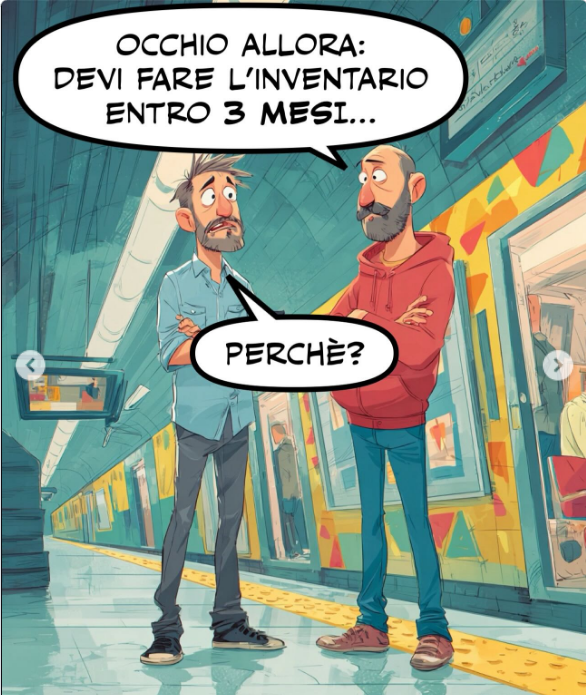 OCCHIO ALLORA:
DEVI FARE L'INVENTARIO
ENTRO 3 MESI...
PERCHÈ?